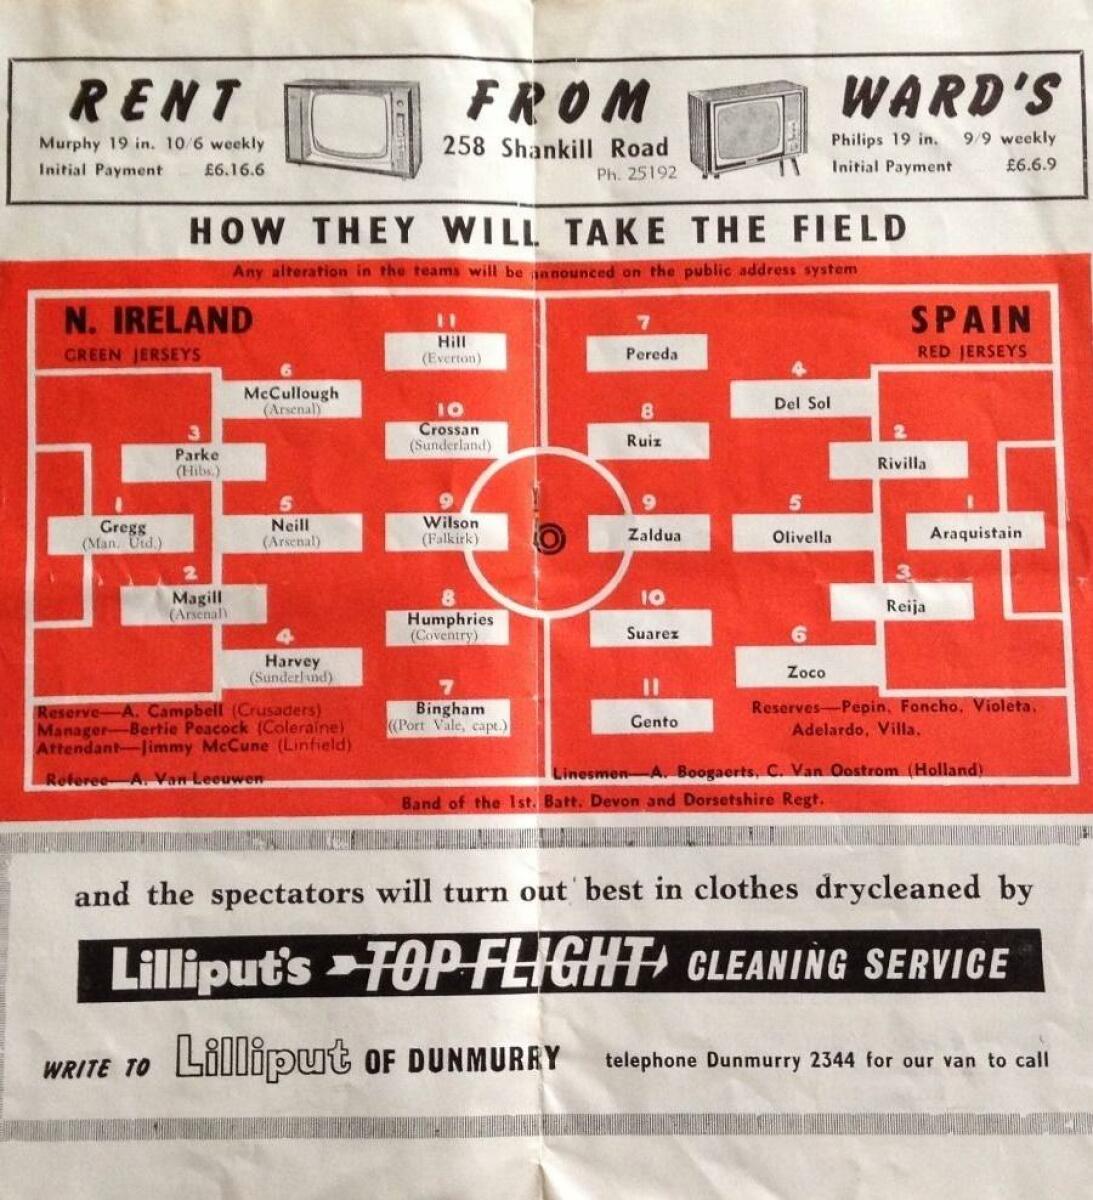 RENT FROM WARD'S
Murphy 19 in. 10/6 weekly
Initial Payment £6.16.6
258 Shankill Road
Ph. 25192
Philips 19 in. 9/9 weekly
Initial Payment £6.6.9
HOW THEY WILL TAKE THE FIELD
Any alteration in the teams will be announced on the public address system
N. IRELAND
GREEN JERSEYS
1
Gregg
(Man. Utd.)
3
Parke
(Hibs.)
2
Magill
(Arsenal)
6
McCullough
(Arsenal)
5
Neill
(Arsenal)
4
Harvey
(Sunderland)
11
Hill
(Everton)
10
Crossan
(Sunderland)
9
Wilson
(Falkirk)
8
Humphries
(Coventry)
7
Bingham
((Port Vale, capt.)
SPAIN
RED JERSEYS
7
Pereda
8
Ruiz
9
Zaldua
10
Suarez
11
Gento
4
Del Sol
5
Olivella
6
Zoco
2
Rivilla
3
Reija
1
Araquistain
Reserve—A. Campbell (Crusaders)
Manager—Bertie Peacock (Coleraine)
Attendant—Jimmy McCune (Linfield)
Referee—A. Van Leeuwen
Reserves—Pepin, Foncho, Violeta,
Adelardo, Villa.
Linesmen—A. Boogaerts, C. Van Oostrom (Holland)
Band of the 1st. Batt. Devon and Dorsetshire Regt.
and the spectators will turn out best in clothes drycleaned by
Lilliput's TOP FLIGHT CLEANING SERVICE
WRITE TO Lilliput OF DUNMURRY telephone Dunmurry 2344 for our van to call